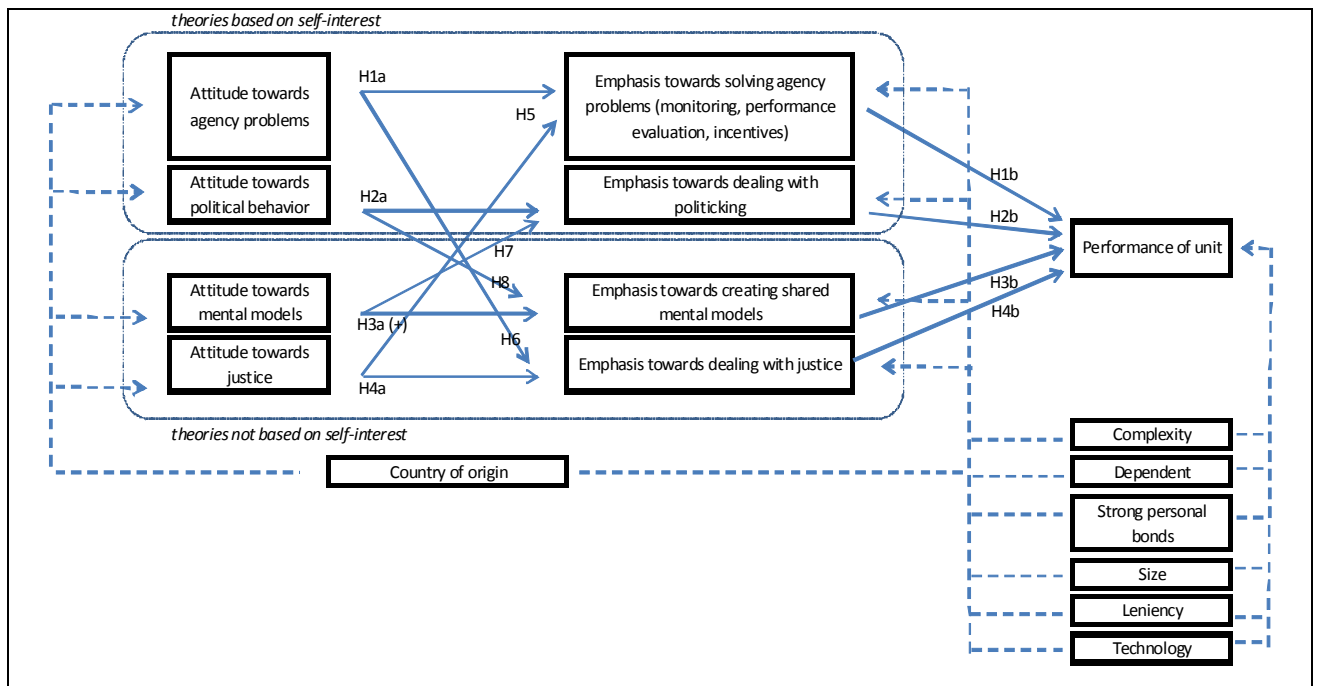 theories based on self-interest
Attitude towards
agency problems
H1a
H5
Emphasis towards solving agency
problems (monitoring, performance
evaluation, incentives)
H1b
Attitude towards
political behavior
H2a
Emphasis towards dealing with
politicking
H2b
Performance of unit
H7
H8
Attitude towards
mental models
H3a (+)
Emphasis towards creating shared
mental models
H3b
H4b
H6
Attitude towards
justice
H4a
Emphasis towards dealing with justice
theories not based on self-interest
Country of origin
Complexity
Dependent
Strong personal
bonds
Size
Leniency
Technology